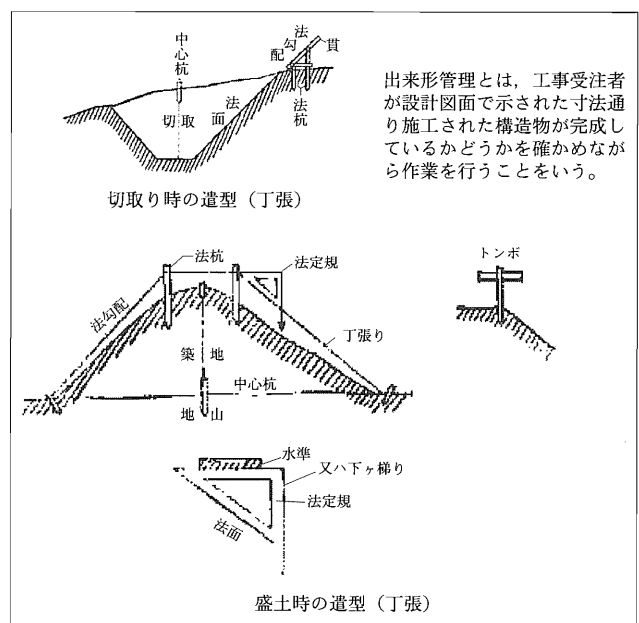 中心杭
法勾配
法貫
切取
法面
法杭
切取り時の遣型（丁張）
出来形管理とは，工事受注者
が設計図面で示された寸法通
り施工された構造物が完成し
ているかどうかを確かめなが
ら作業を行うことをいう。
法杭
法定規
トンボ
法勾配
丁張り
築地
中心杭
地山
水準
又ハ下ヶ梯り
法定規
法面
盛土時の遣型（丁張）